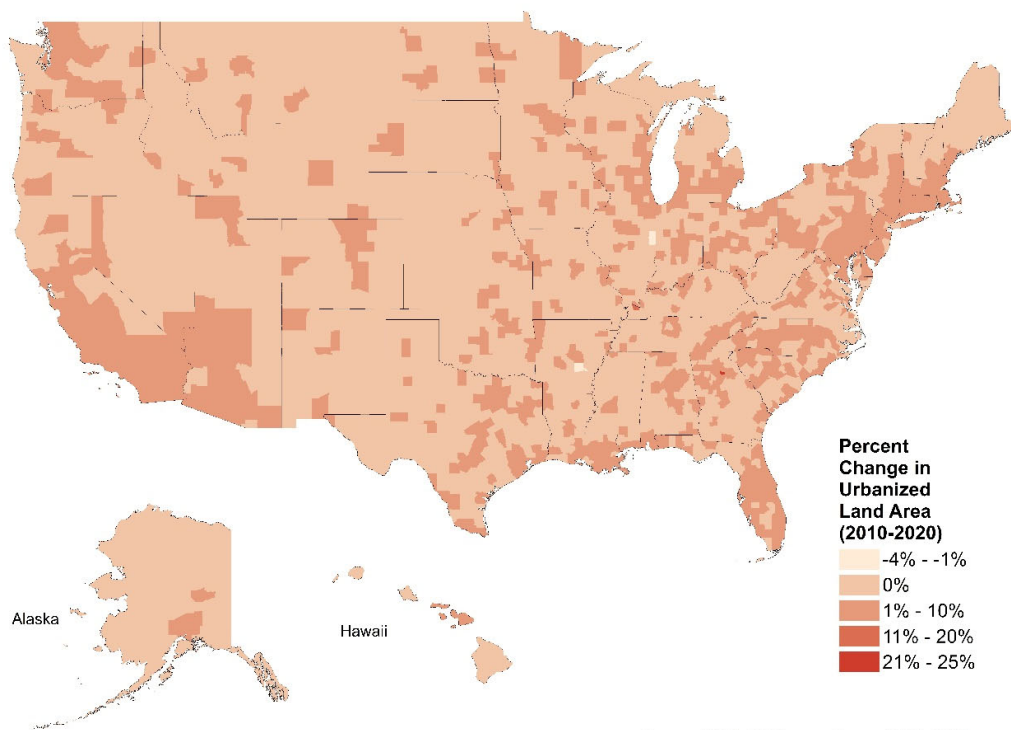 Percent
Change in
Urbanized
Land Area
(2010-2020)
-4% - -1%
0%
1% - 10%
11% - 20%
21% - 25%
Alaska
Hawaii